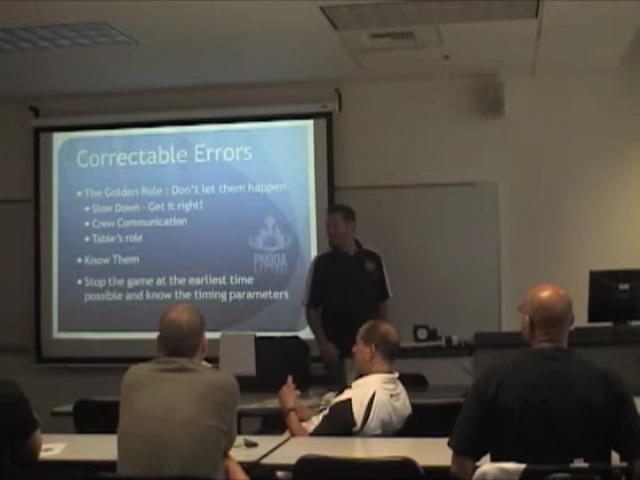 Correctable Errors
• The Golden Rule : Don't let them happen
• Slow Down - Get it right!
• Crew Communication
• Table's role
• Know Them
• Stop the game at the earliest time
possible and know the timing parameters
PNBOA